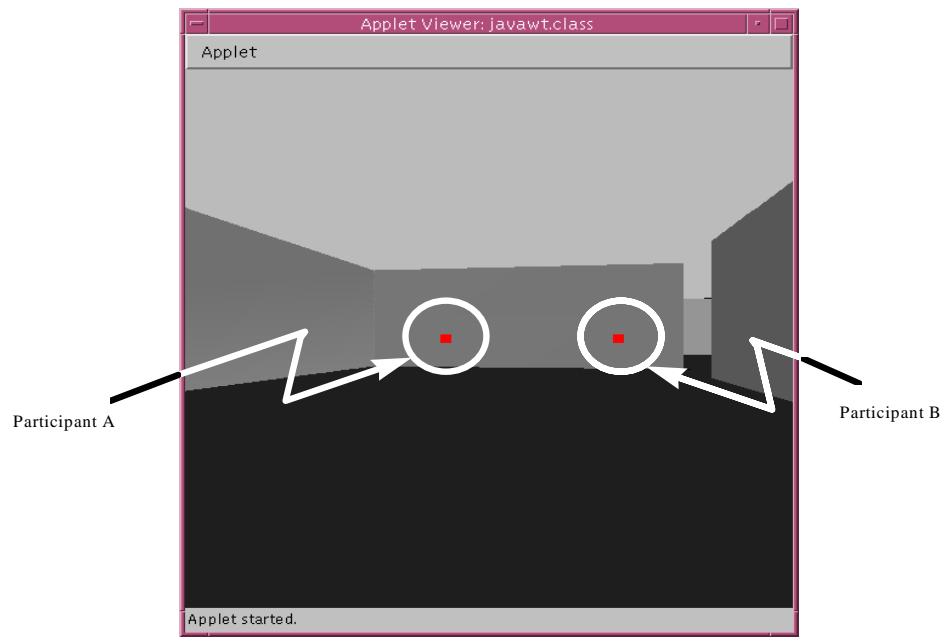 Applet Viewer: javawt.class
Applet
Participant A
Participant B
Applet started.